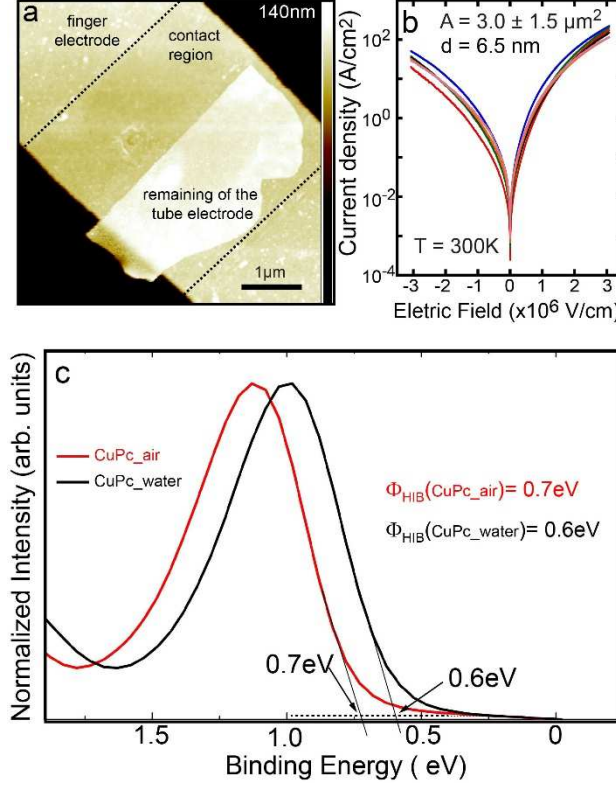 a
140nm
finger
electrode
contact
region
remaining of the
tube electrode
1µm
b
A = 3.0 ± 1.5 µm²
d = 6.5 nm
T = 300K
Current density (A/cm²)
10²
10⁰
10⁻²
10⁻⁴
-3 -2 -1 0 1 2 3
Eletric Field (x10⁶ V/cm)
c
CuPc_air
CuPc_water
Φ_HIB(CuPc_air)= 0.7eV
Φ_HIB(CuPc_water)= 0.6eV
0.7eV
0.6eV
Normalized Intensity (arb. units)
1.5 1.0 0.5 0
Binding Energy ( eV)